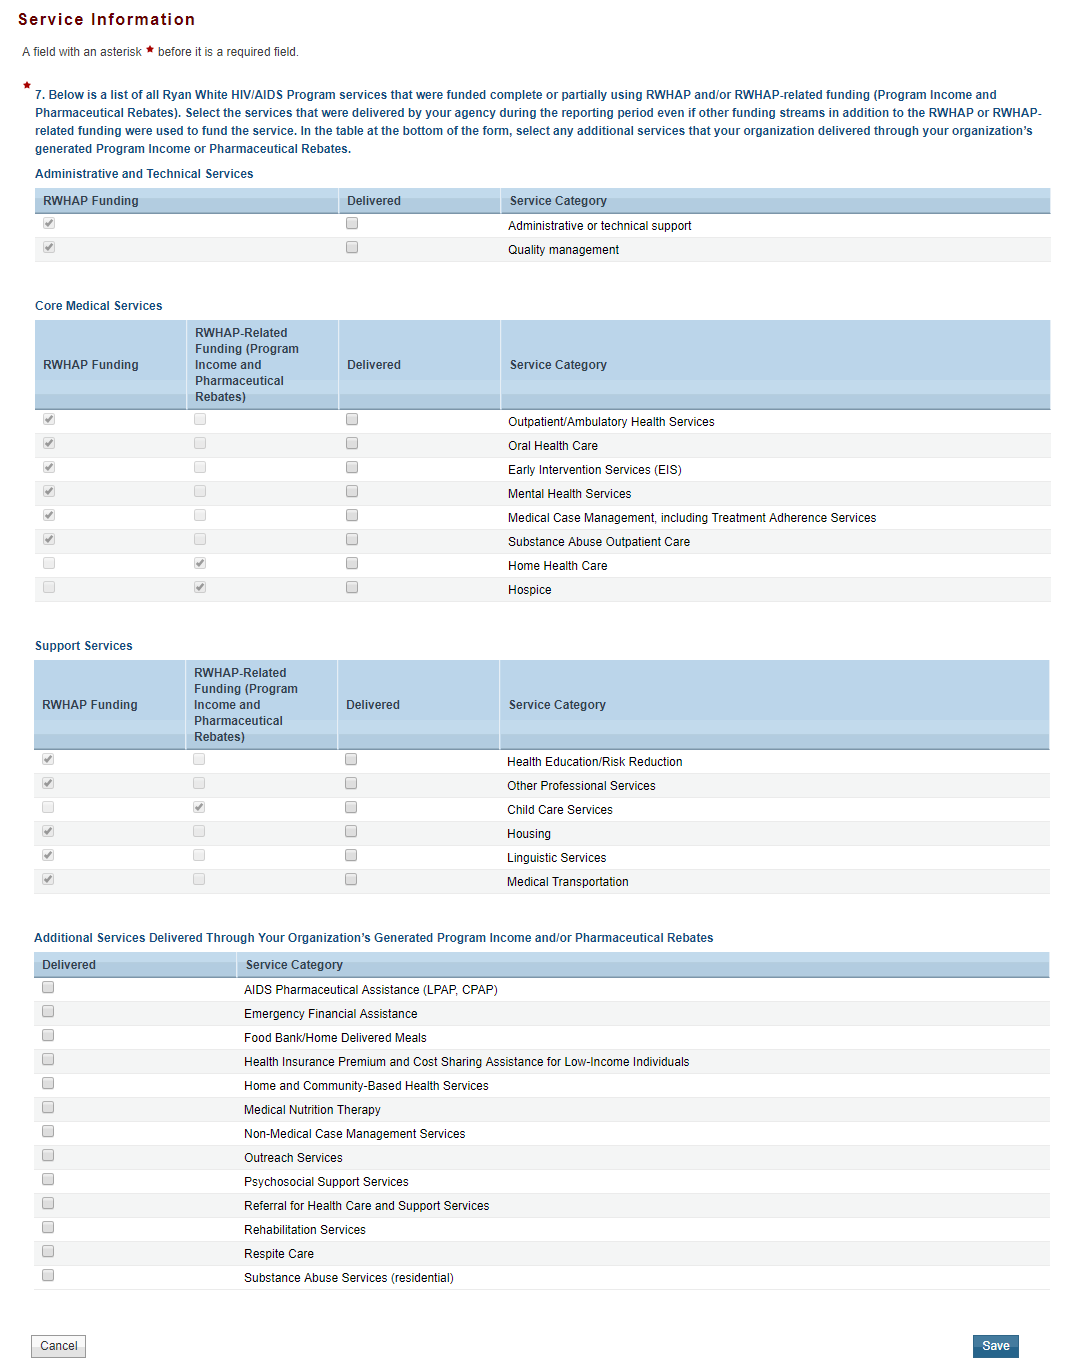 Service Information
A field with an asterisk * before it is a required field.
* 7. Below is a list of all Ryan White HIV/AIDS Program services that were funded complete or partially using RWHAP and/or RWHAP-related funding (Program Income and
Pharmaceutical Rebates). Select the services that were delivered by your agency during the reporting period even if other funding streams in addition to the RWHAP or RWHAP-
related funding were used to fund the service. In the table at the bottom of the form, select any additional services that your organization delivered through your organization's
generated Program Income or Pharmaceutical Rebates.
Administrative and Technical Services
RWHAP Funding Delivered Service Category
Administrative or technical support
Quality management
Core Medical Services
RWHAP Funding
RWHAP-Related
Funding (Program
Income and
Pharmaceutical
Rebates)
Delivered
Service Category
Outpatient/Ambulatory Health Services
Oral Health Care
Early Intervention Services (EIS)
Mental Health Services
Medical Case Management, including Treatment Adherence Services
Substance Abuse Outpatient Care
Home Health Care
Hospice
Support Services
RWHAP Funding
RWHAP-Related
Funding (Program
Income and
Pharmaceutical
Rebates)
Delivered
Service Category
Health Education/Risk Reduction
Other Professional Services
Child Care Services
Housing
Linguistic Services
Medical Transportation
Additional Services Delivered Through Your Organization's Generated Program Income and/or Pharmaceutical Rebates
Delivered Service Category
AIDS Pharmaceutical Assistance (LPAP, CPAP)
Emergency Financial Assistance
Food Bank/Home Delivered Meals
Health Insurance Premium and Cost Sharing Assistance for Low-Income Individuals
Home and Community-Based Health Services
Medical Nutrition Therapy
Non-Medical Case Management Services
Outreach Services
Psychosocial Support Services
Referral for Health Care and Support Services
Rehabilitation Services
Respite Care
Substance Abuse Services (residential)
Cancel Save